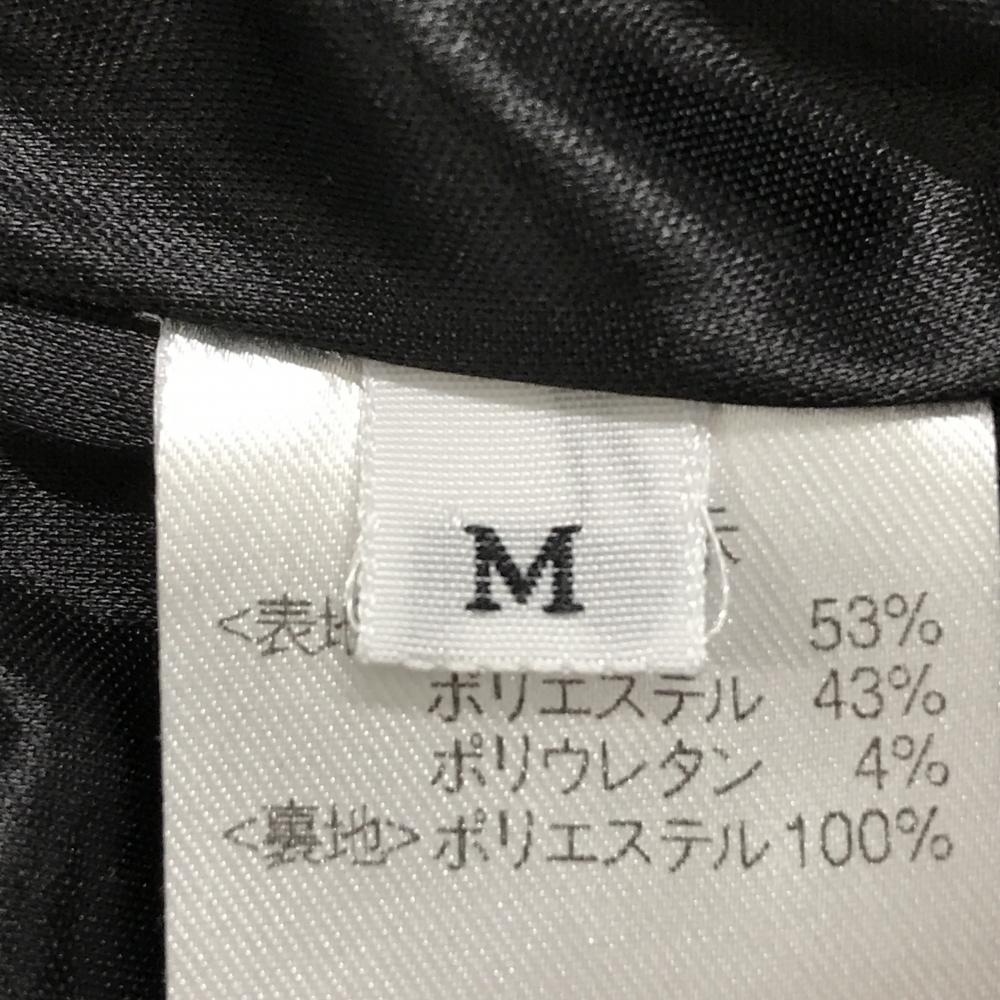 M
<表地 53%
ポリエステル 43%
ポリウレタン 4%
<裏地>ポリエステル100%